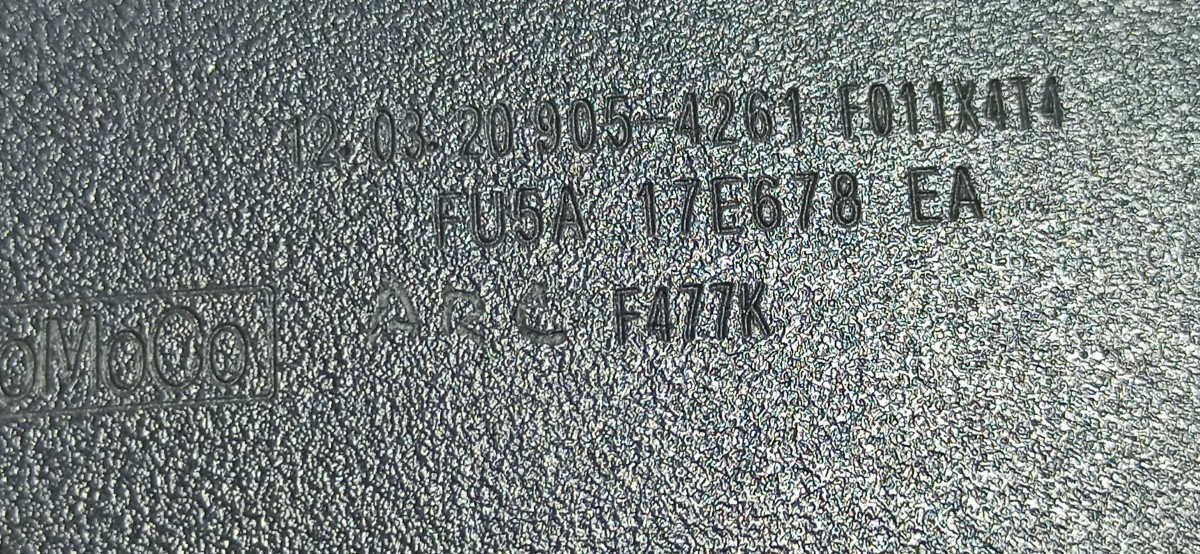 12.03.20 905-4261 F011X4T4
FU5A 17E678 EA
ARC F477K
oMoCo